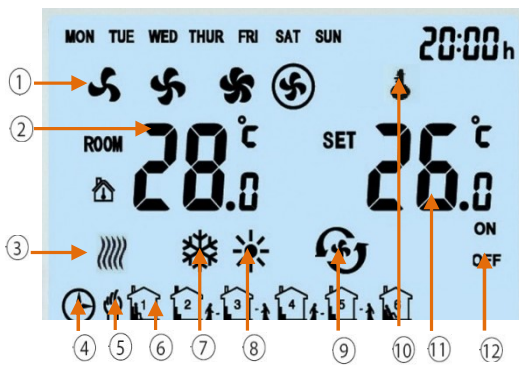 MON TUE WED THUR FRI SAT SUN
20:00 h
1
2
ROOM 28.0 °C SET 26.0 °C
ON
3
OFF
1 2 3 4 5 6
4 5 6 7 8 9 10 11 12